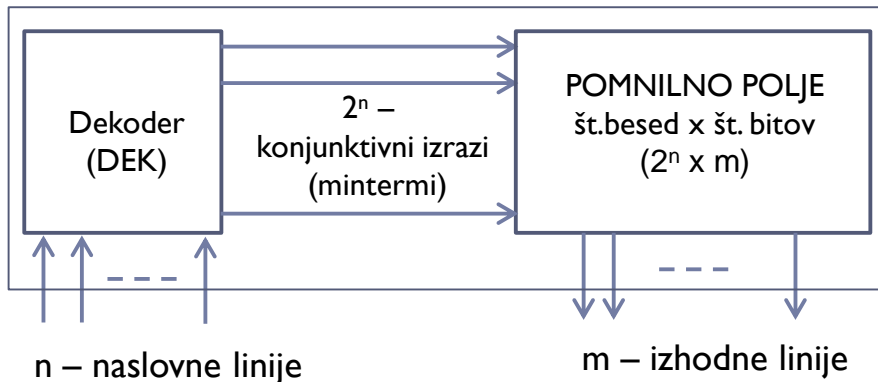 Dekoder
(DEK)
2ⁿ –
konjunktivni izrazi
(mintermi)
POMNILNO POLJE
št.besed x št. bitov
(2ⁿ x m)
n – naslovne linije
m – izhodne linije